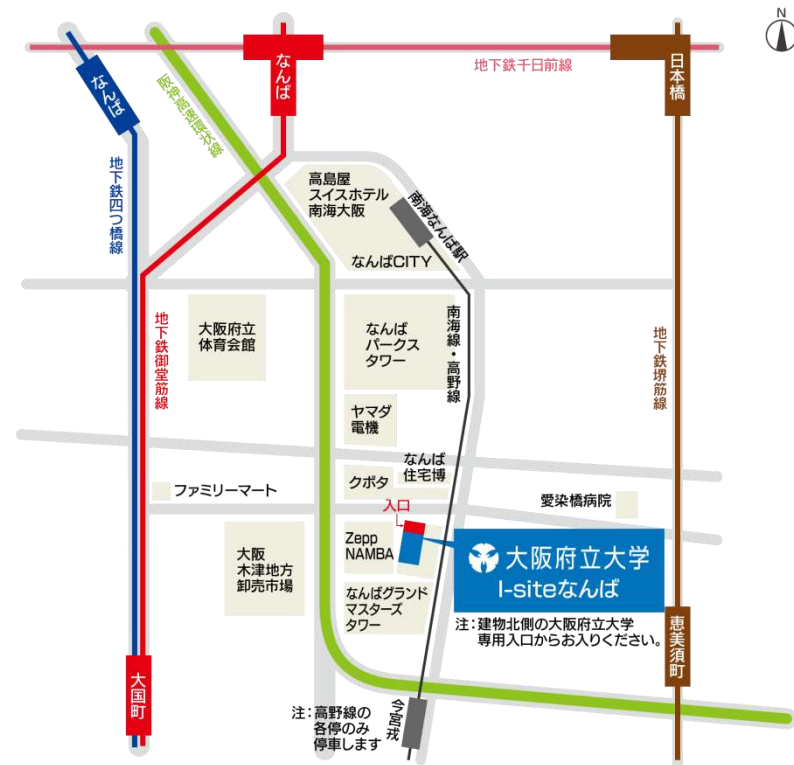 N
地下鉄千日前線
なんば
なんば
日本橋
阪神高速環状線
地下鉄四つ橋線
高島屋
スイスホテル
南海大阪
南海なんば駅
なんばCITY
地下鉄御堂筋線
大阪府立
体育会館
なんば
パークス
タワー
南海線・高野線
地下鉄堺筋線
ヤマダ
電機
なんば
住宅博
クボタ
ファミリーマート
愛染橋病院
入口
Zepp
NAMBA
大阪
木津地方
卸売市場
大阪府立大学
I-siteなんば
なんばグランド
マスターズ
タワー
注：建物北側の大阪府立大学
専用入口からお入りください。
恵美須町
大国町
今宮戎
注：高野線の
各停のみ
停車します